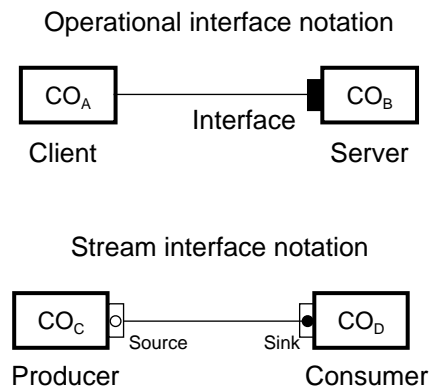 Operational interface notation
CO_A CO_B
Interface
Client Server
Stream interface notation
CO_C CO_D
Source Sink
Producer Consumer